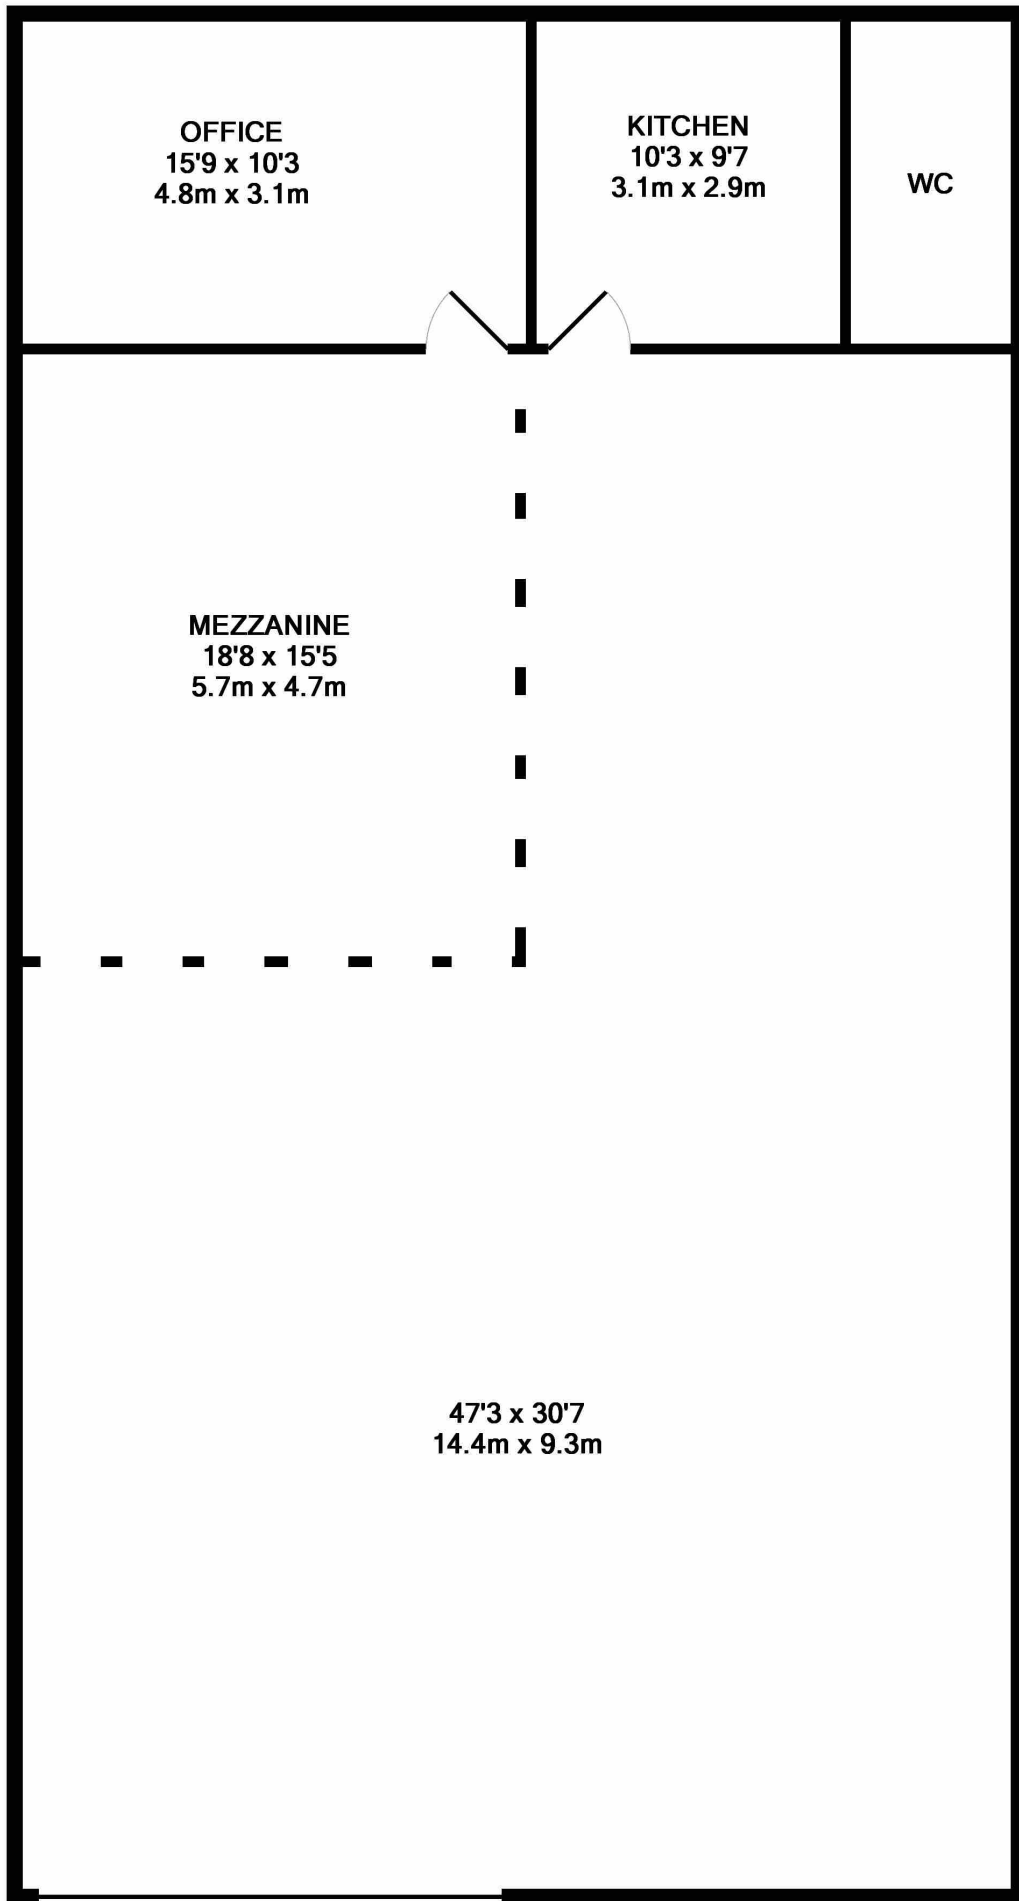 OFFICE
15'9 x 10'3
4.8m x 3.1m
KITCHEN
10'3 x 9'7
3.1m x 2.9m
WC
MEZZANINE
18'8 x 15'5
5.7m x 4.7m
47'3 x 30'7
14.4m x 9.3m